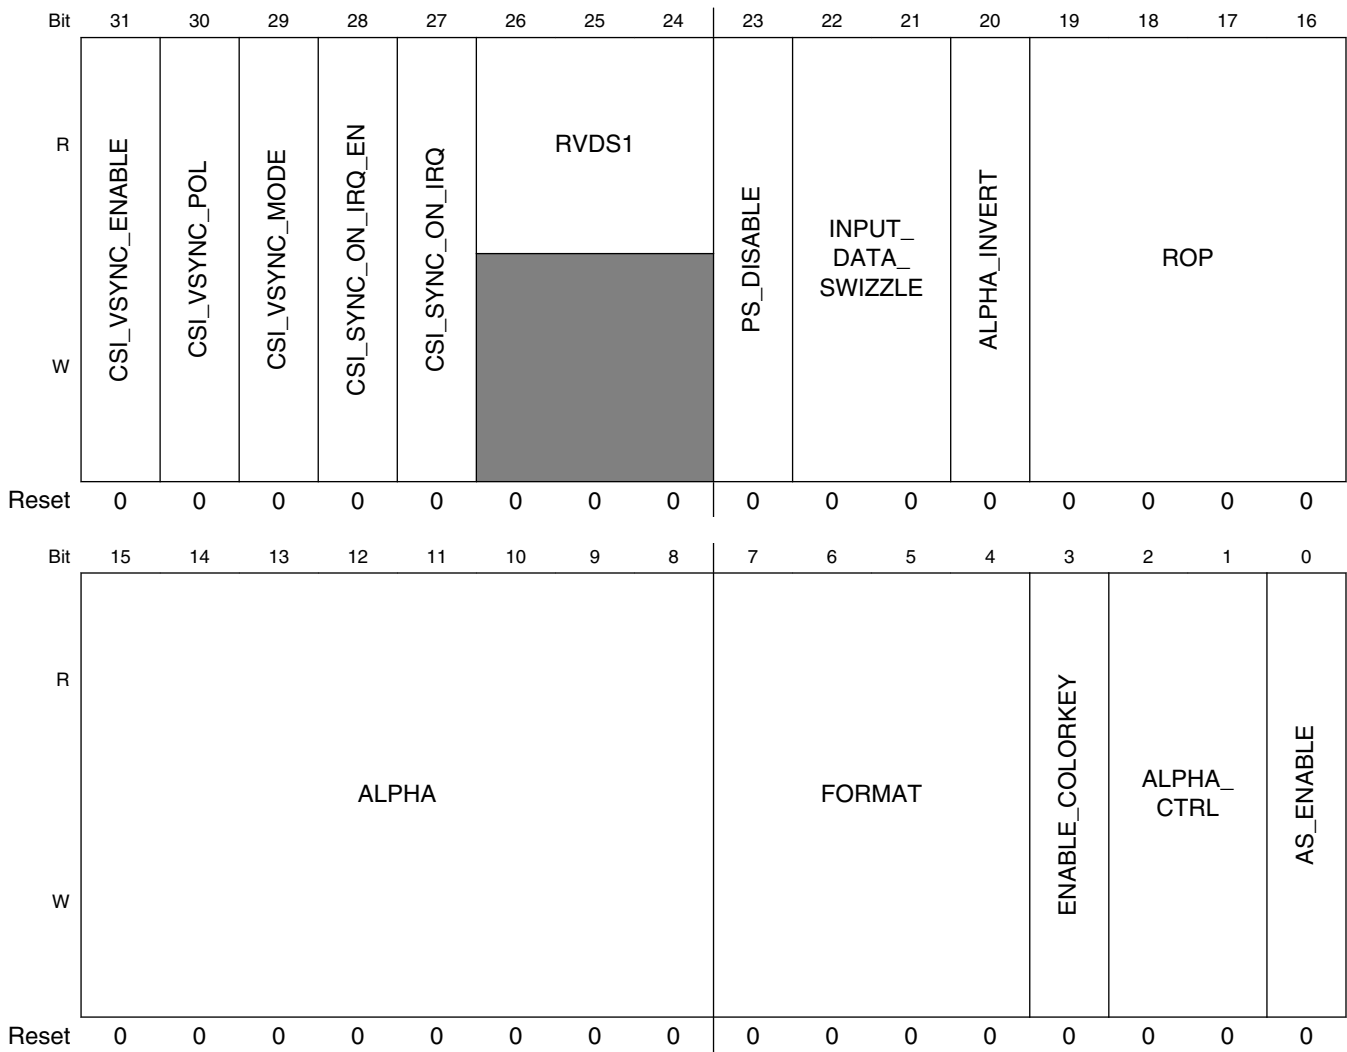 Bit 31 30 29 28 27 26 25 24 23 22 21 20 19 18 17 16
R
W
CSI_VSYNC_ENABLE
CSI_VSYNC_POL
CSI_VSYNC_MODE
CSI_SYNC_ON_IRQ_EN
CSI_SYNC_ON_IRQ
RVDS1
PS_DISABLE
INPUT_
DATA_
SWIZZLE
ALPHA_INVERT
ROP
Reset 0 0 0 0 0 0 0 0 0 0 0 0 0 0 0 0
Bit 15 14 13 12 11 10 9 8 7 6 5 4 3 2 1 0
R
W
ALPHA
FORMAT
ENABLE_COLORKEY
ALPHA_
CTRL
AS_ENABLE
Reset 0 0 0 0 0 0 0 0 0 0 0 0 0 0 0 0